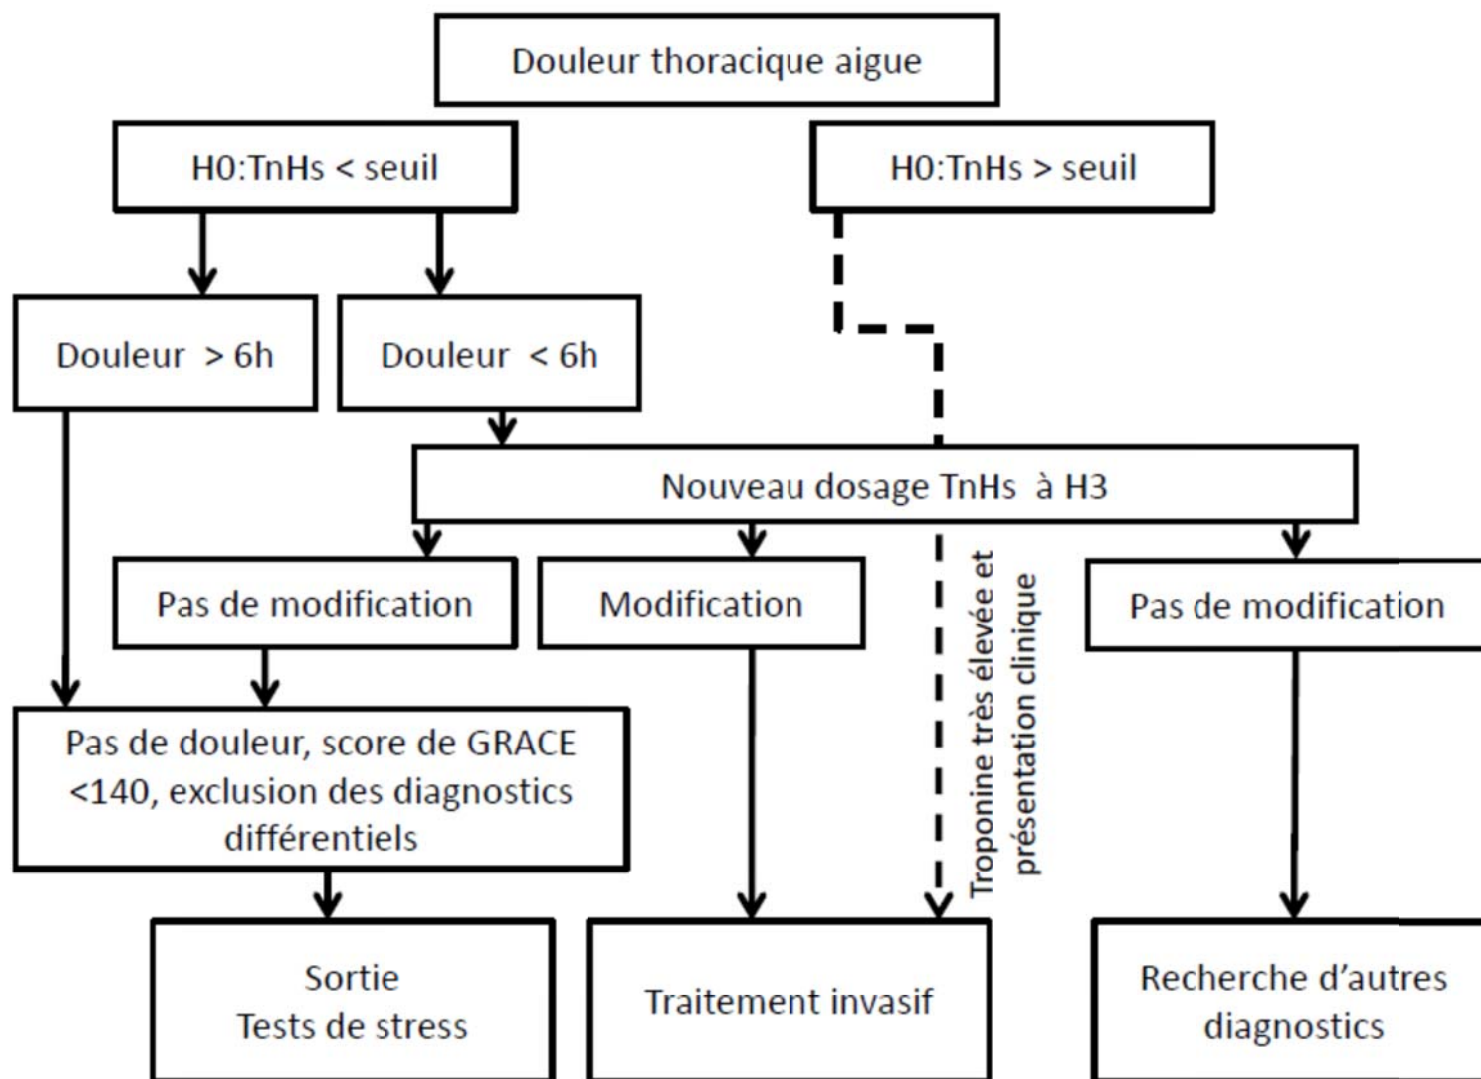 Douleur thoracique aigue
H0:TnHs < seuil
H0:TnHs > seuil
Douleur > 6h
Douleur < 6h
Nouveau dosage TnHs à H3
Pas de modification
Modification
Troponine très élevée et
présentation clinique
Pas de modification
Pas de douleur, score de GRACE
<140, exclusion des diagnostics
différentiels
Sortie
Tests de stress
Traitement invasif
Recherche d'autres
diagnostics